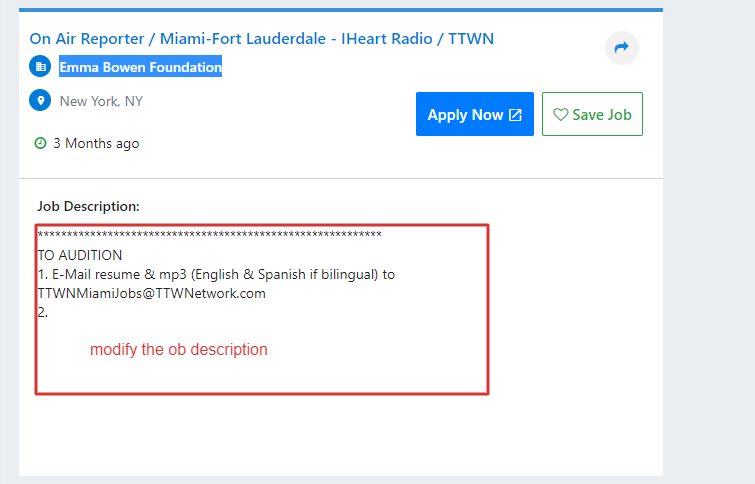 On Air Reporter / Miami-Fort Lauderdale - IHeart Radio / TTWN
Emma Bowen Foundation
New York, NY
Apply Now
Save Job
3 Months ago
Job Description:
***********************************************************
TO AUDITION
1. E-Mail resume & mp3 (English & Spanish if bilingual) to
TTWNMiamiJobs@TTWNetwork.com
2.
modify the ob description